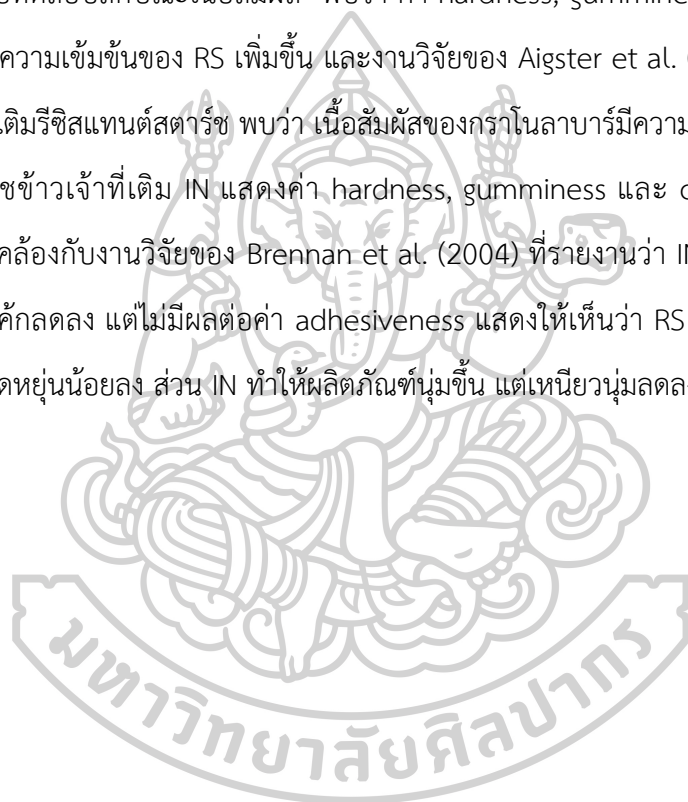 พบว่า ค่า hardness, gummine
ความเข้มข้นของ RS เพิ่มขึ้น และงานวิจัยของ Aigster et al. (
เติมรีซิสแทนต์สตาร์ช พบว่า เนื้อสัมผัสของกราโนลาบาร์มีความ
ชข้าวเจ้าที่เติม IN แสดงค่า hardness, gumminess และ c
คล้องกับงานวิจัยของ Brennan et al. (2004) ที่รายงานว่า IN
ค้กลดลง แต่ไม่มีผลต่อค่า adhesiveness แสดงให้เห็นว่า RS
ดหยุ่นน้อยลง ส่วน IN ทำให้ผลิตภัณฑ์นุ่มขึ้น แต่เหนียวนุ่มลดล
มหาวิทยาลัยศิลปากร